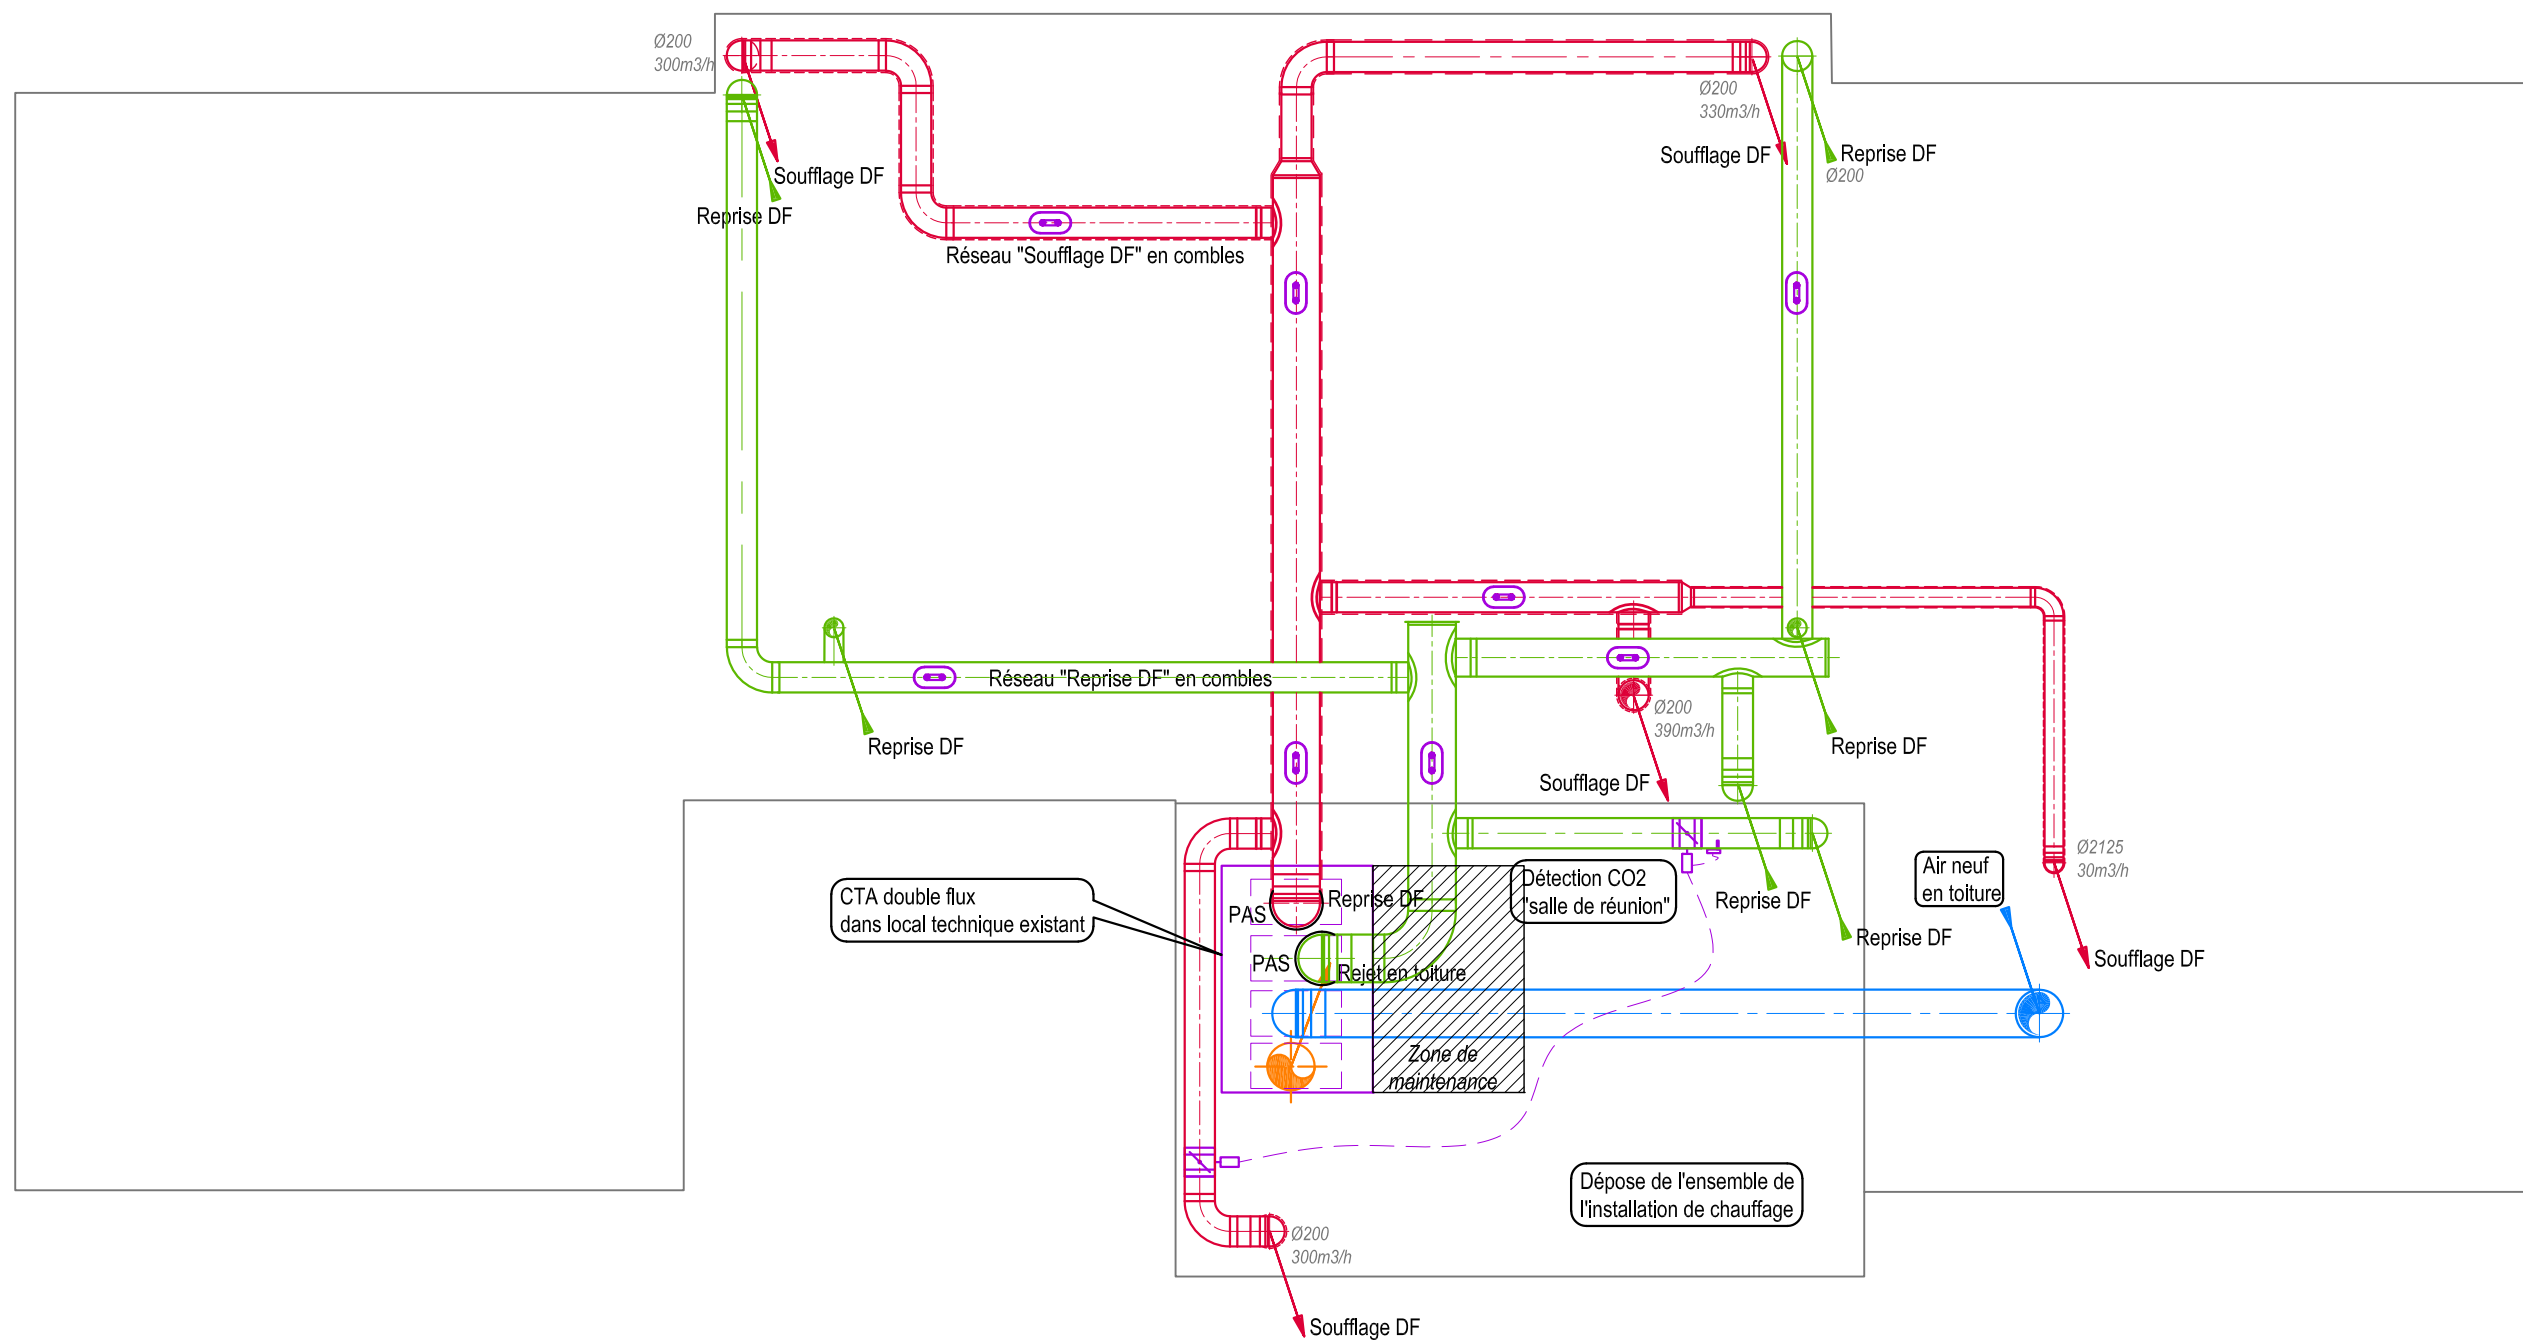 Ø200
300m3/h
Soufflage DF
Reprise DF
Réseau "Soufflage DF" en combles
Ø200
330m3/h
Soufflage DF
Reprise DF
Ø200
Réseau "Reprise DF" en combles
Reprise DF
Ø200
390m3/h
Soufflage DF
Reprise DF
CTA double flux
dans local technique existant
PAS
Reprise DF
PAS
Rejet en toiture
Détection CO2
"salle de réunion"
Reprise DF
Reprise DF
Air neuf
en toiture
Ø2125
30m3/h
Soufflage DF
Zone de
maintenance
Dépose de l'ensemble de
l'installation de chauffage
Ø200
300m3/h
Soufflage DF